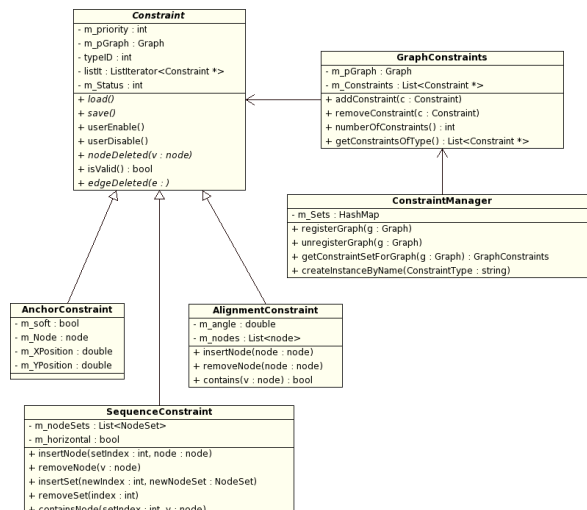 Constraint
- m_priority : int
- m_pGraph : Graph
- typeID : int
- listIt : ListIterator<Constraint *>
- m_Status : int
+ load()
+ save()
+ userEnable()
+ userDisable()
+ nodeDeleted(v : node)
+ isValid() : bool
+ edgeDeleted(e : )
GraphConstraints
- m_pGraph : Graph
- m_Constraints : List<Constraint *>
+ addConstraint(c : Constraint)
+ removeConstraint(c : Constraint)
+ numberOfConstraints() : int
+ getConstraintsOfType() : List<Constraint *>
ConstraintManager
- m_Sets : HashMap
+ registerGraph(g : Graph)
+ unregisterGraph(g : Graph)
+ getConstraintSetForGraph(g : Graph) : GraphConstraints
+ createInstanceByName(ConstraintType : string)
AnchorConstraint
- m_soft : bool
- m_Node : node
- m_XPosition : double
- m_YPosition : double
AlignmentConstraint
- m_angle : double
- m_nodes : List<node>
+ insertNode(node : node)
+ removeNode(node : node)
+ contains(v : node) : bool
SequenceConstraint
- m_nodeSets : List<NodeSet>
- m_horizontal : bool
+ insertNode(setIndex : int, node : node)
+ removeNode(v : node)
+ insertSet(newIndex : int, newNodeSet : NodeSet)
+ removeSet(index : int)
+ containsNode(setIndex : int, v : node)